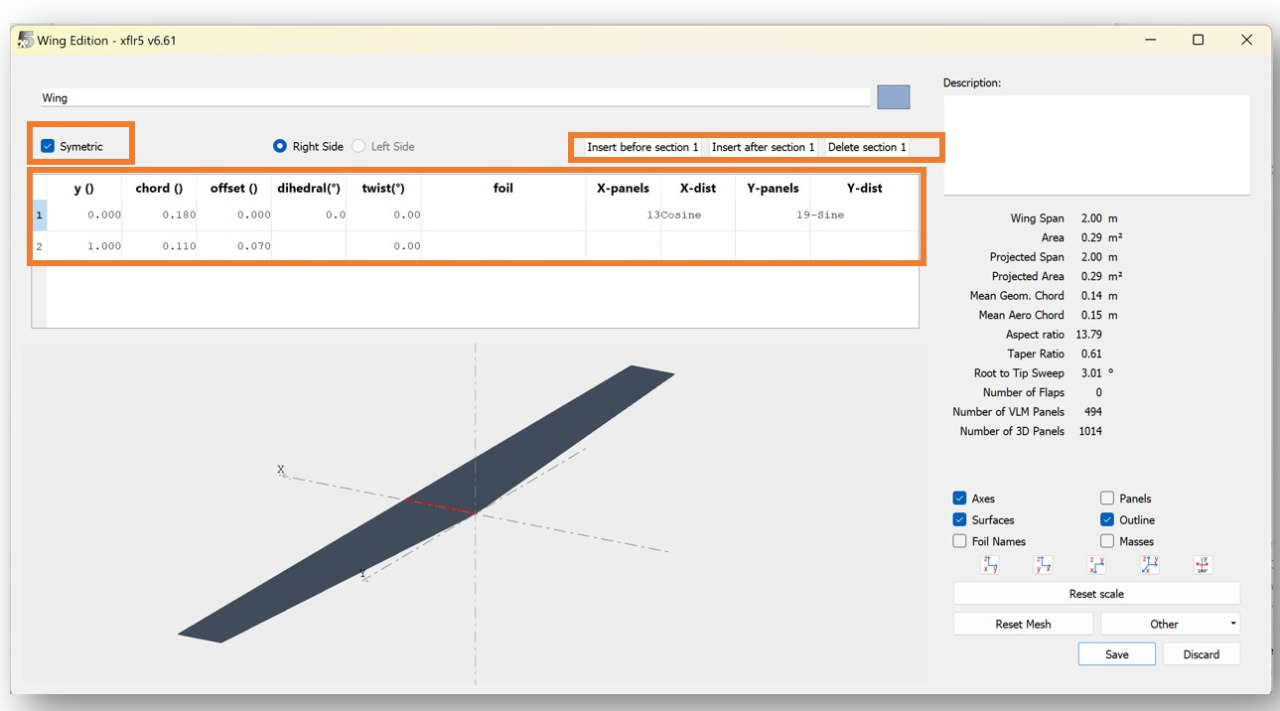 Wing Edition - xflr5 v6.61
Wing
Description:
Symetric
Right Side Left Side
Insert before section 1 Insert after section 1 Delete section 1
y () chord () offset () dihedral(°) twist(°) foil X-panels X-dist Y-panels Y-dist
1 0.000 0.180 0.000 0.0 0.00 13 Cosine 19 -Sine
2 1.000 0.110 0.070 0.00
Wing Span 2.00 m
Area 0.29 m²
Projected Span 2.00 m
Projected Area 0.29 m²
Mean Geom. Chord 0.14 m
Mean Aero Chord 0.15 m
Aspect ratio 13.79
Taper Ratio 0.61
Root to Tip Sweep 3.01 °
Number of Flaps 0
Number of VLM Panels 494
Number of 3D Panels 1014
X
Y
Axes Panels
Surfaces Outline
Foil Names Masses
Reset scale
Reset Mesh Other
Save Discard